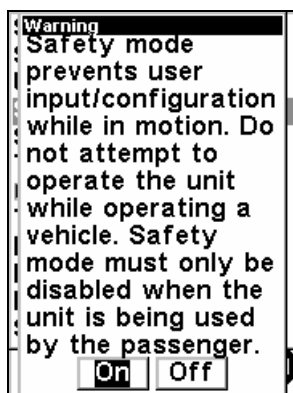 Warning
Safety mode
prevents user
input/configuration
while in motion. Do
not attempt to
operate the unit
while operating a
vehicle. Safety
mode must only be
disabled when the
unit is being used
by the passenger.
On Off